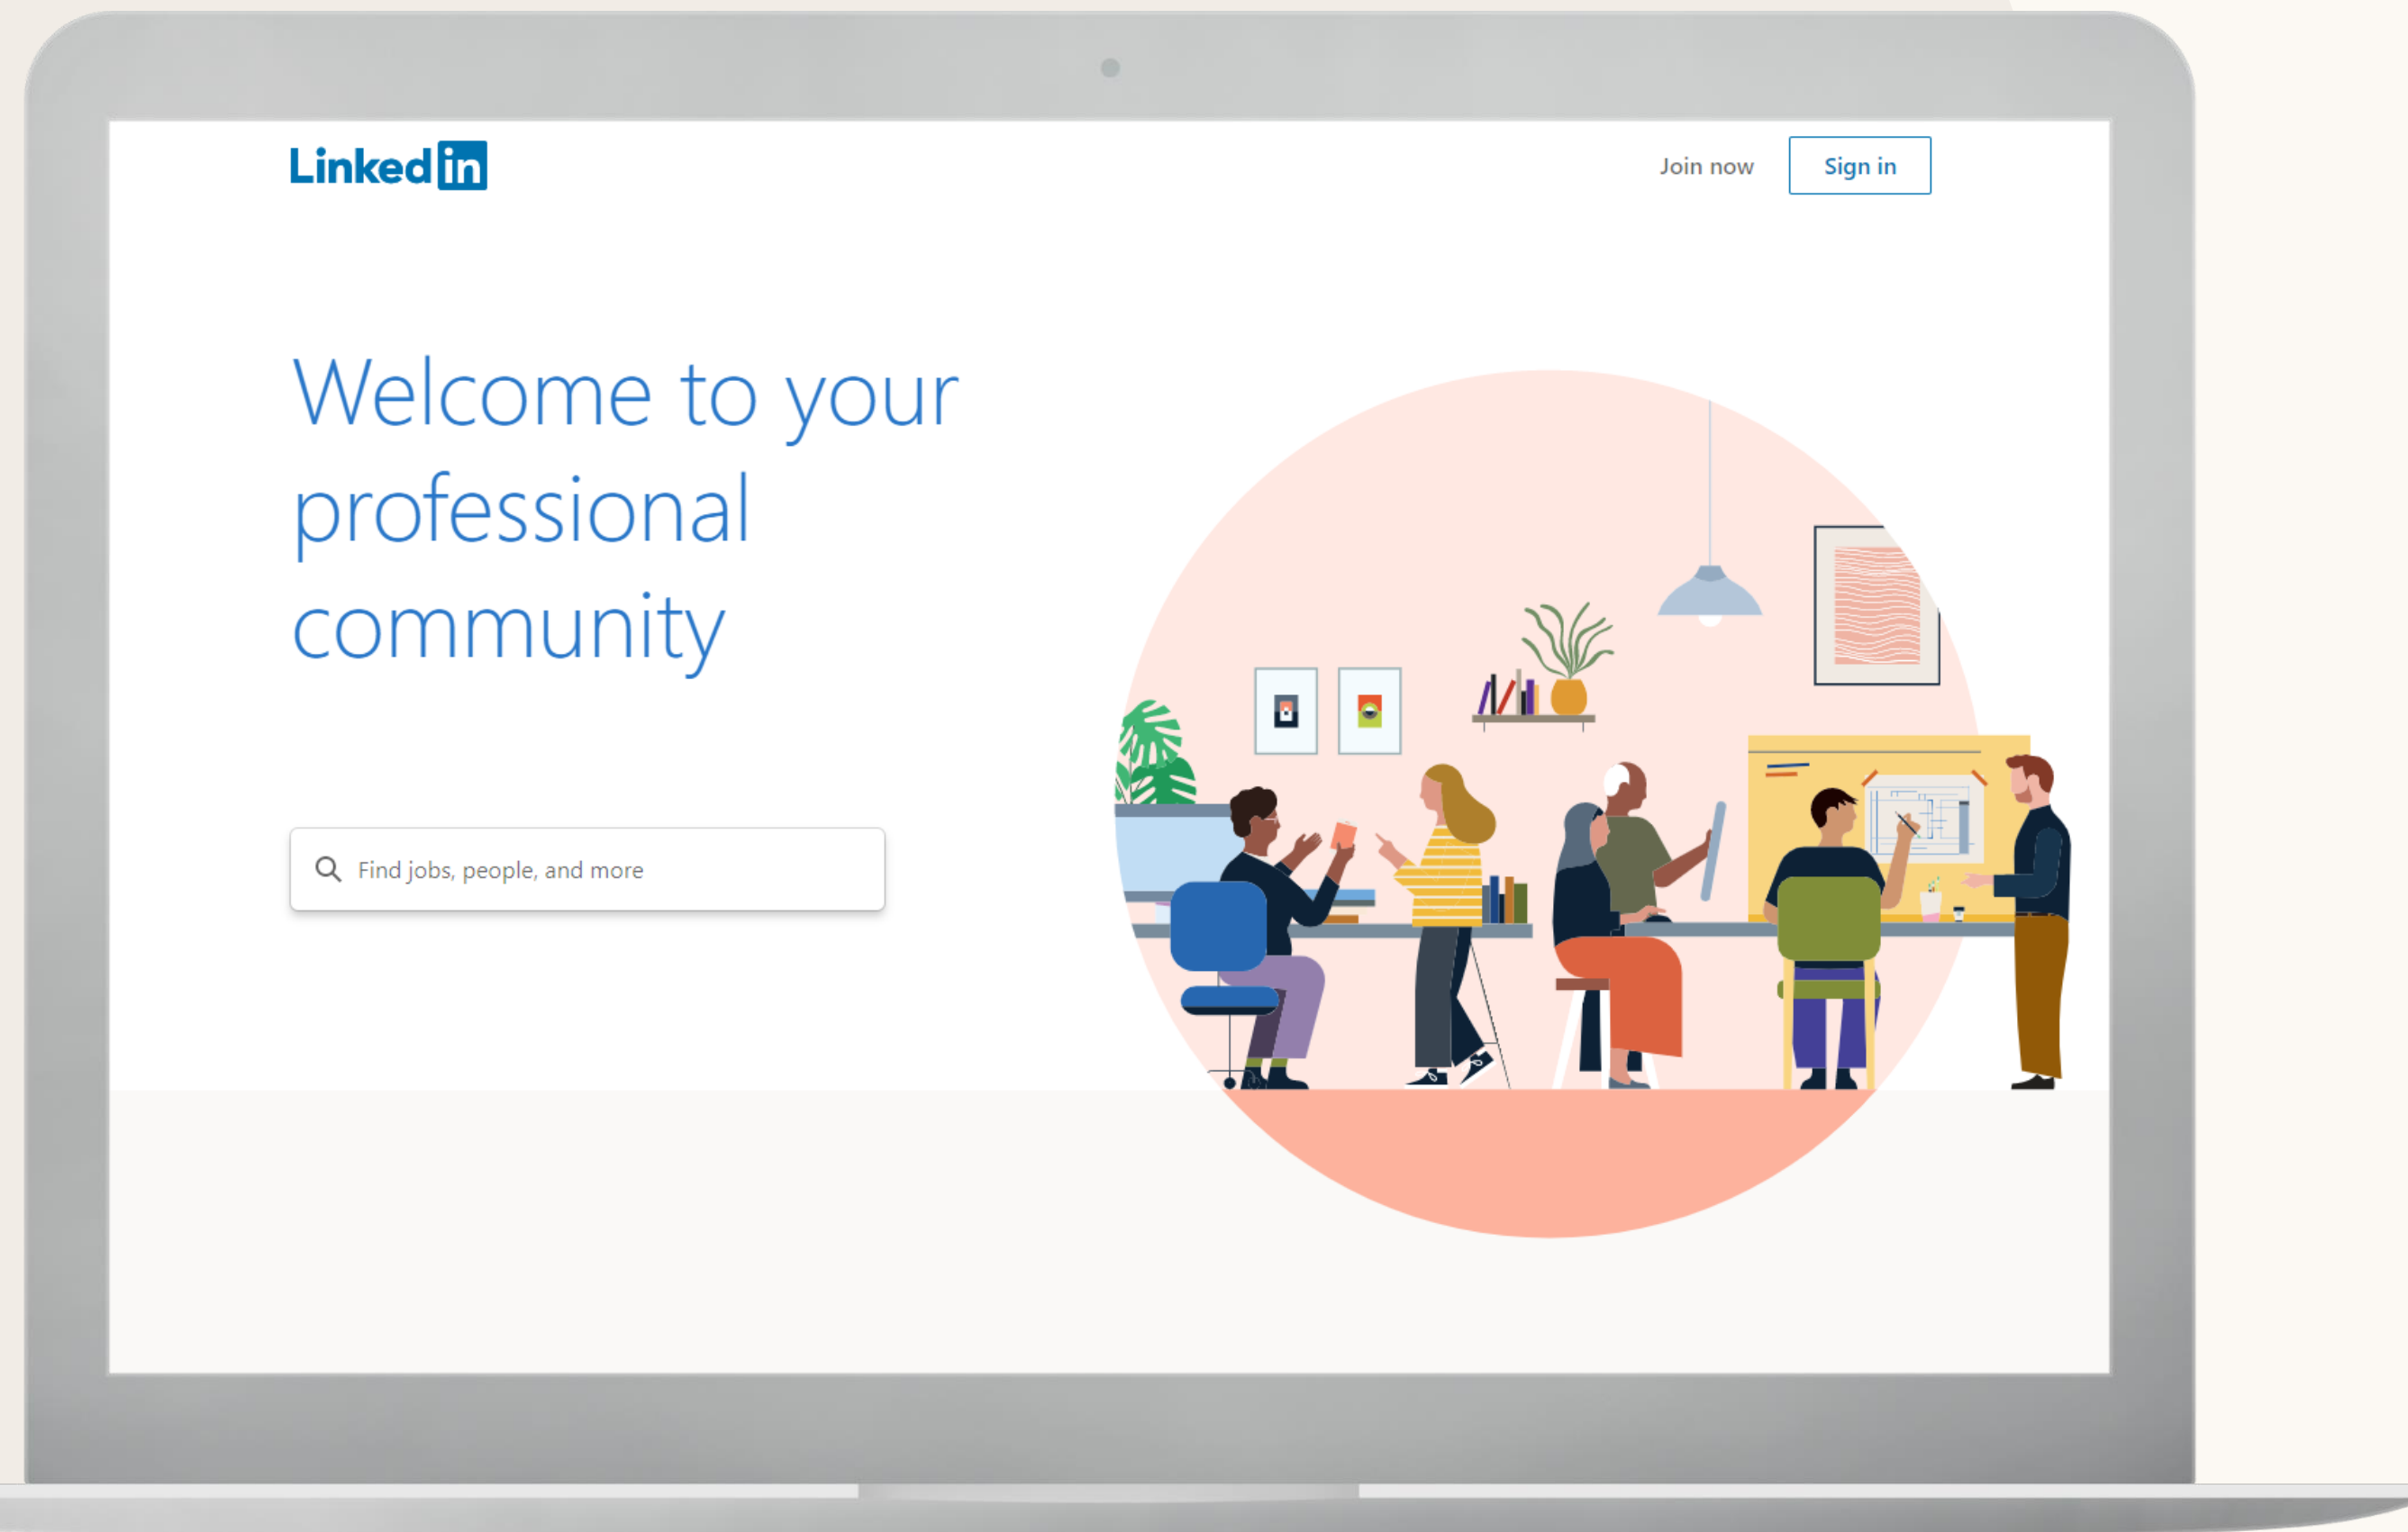 LinkedIn
Join now
Sign in
Welcome to your
professional
community
Find jobs, people, and more